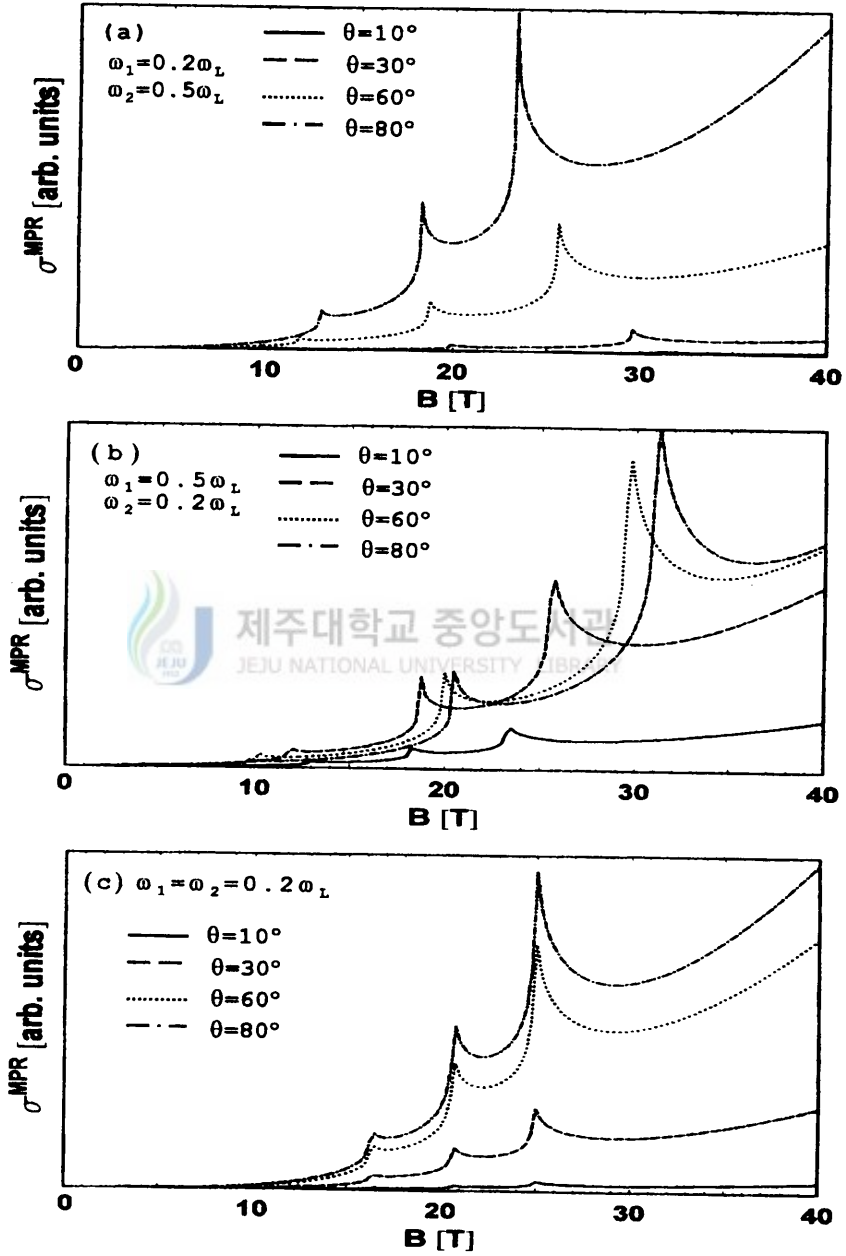 (a)
ω₁=0.2ω_L
ω₂=0.5ω_L
θ=10°
θ=30°
θ=60°
θ=80°
σ^MPR [arb. units]
0 10 20 30 40
B [T]
(b)
ω₁=0.5ω_L
ω₂=0.2ω_L
θ=10°
θ=30°
θ=60°
θ=80°
σ^MPR [arb. units]
제주대학교 중앙도서관
JEJU NATIONAL UNIVERSITY LIBRARY
JEJU
1952
0 10 20 30 40
B [T]
(c) ω₁=ω₂=0.2ω_L
θ=10°
θ=30°
θ=60°
θ=80°
σ^MPR [arb. units]
0 10 20 30 40
B [T]